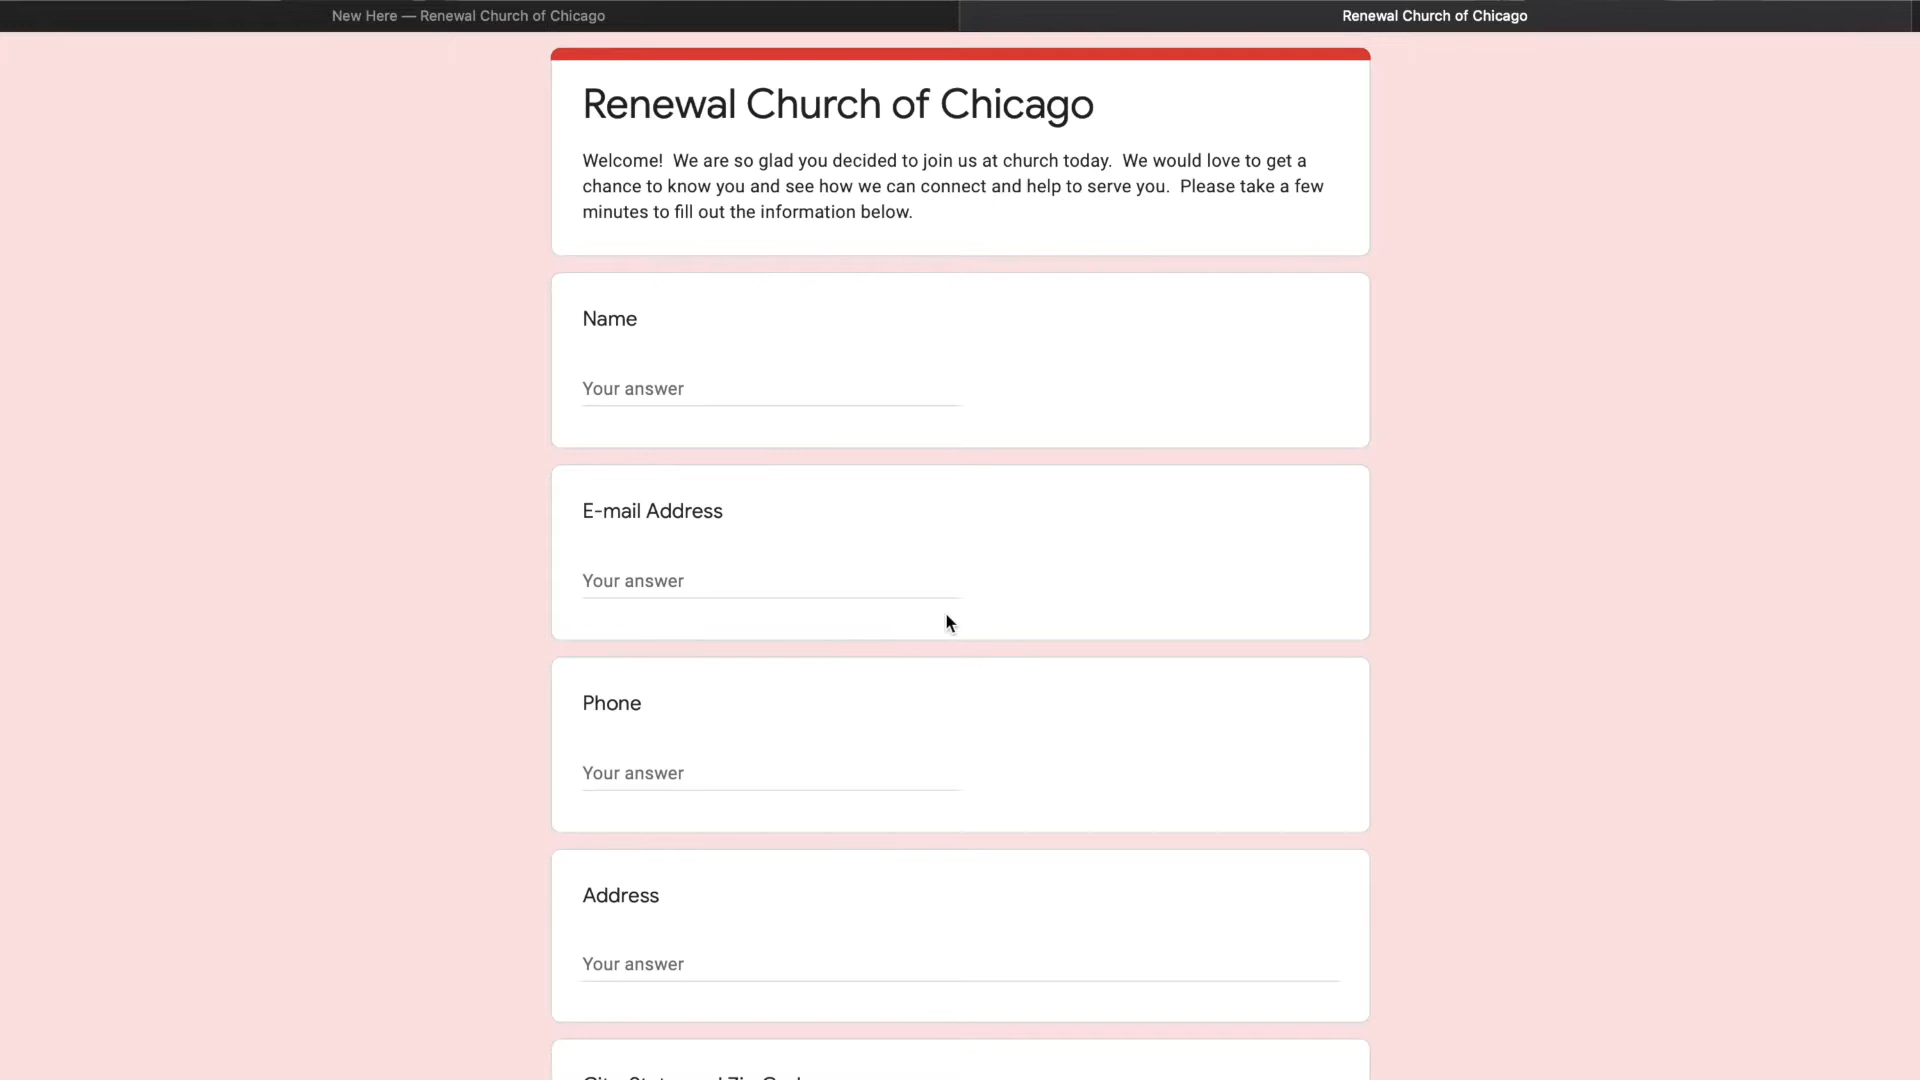 New Here — Renewal Church of Chicago
Renewal Church of Chicago
Renewal Church of Chicago
Welcome!  We are so glad you decided to join us at church today.  We would love to get a
chance to know you and see how we can connect and help to serve you.  Please take a few
minutes to fill out the information below.
Name
Your answer
E-mail Address
Your answer
Phone
Your answer
Address
Your answer